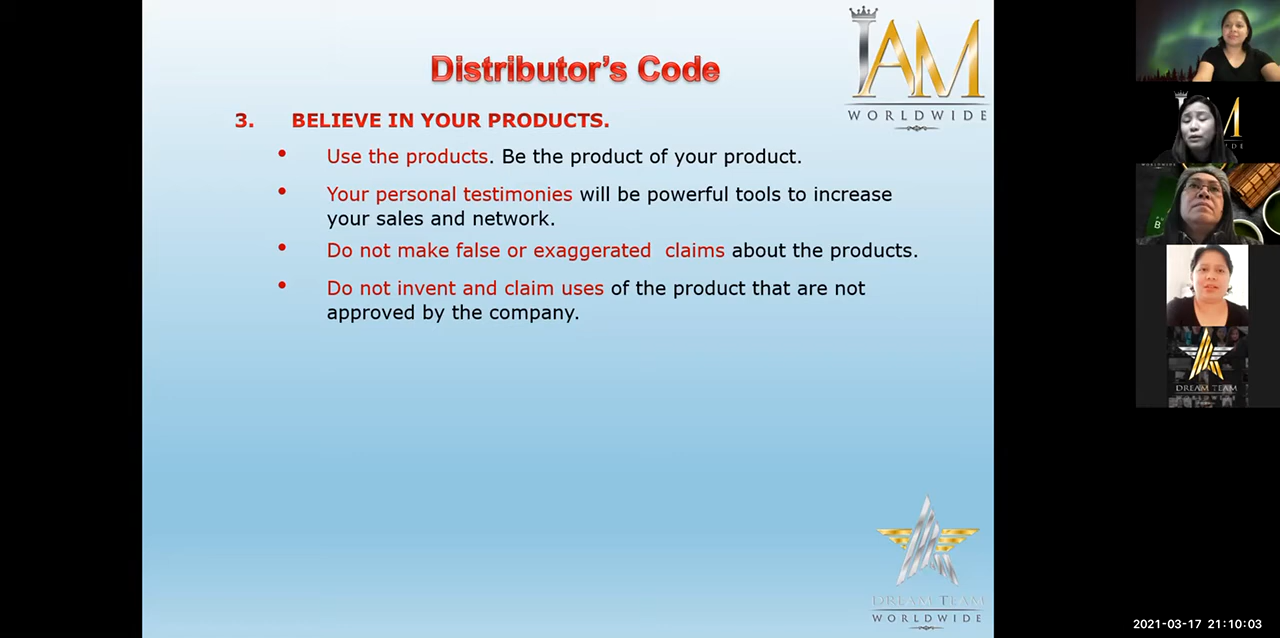 Distributor's Code
IAM
WORLDWIDE
3. BELIEVE IN YOUR PRODUCTS.
• Use the products. Be the product of your product.
• Your personal testimonies will be powerful tools to increase
your sales and network.
• Do not make false or exaggerated claims about the products.
• Do not invent and claim uses of the product that are not
approved by the company.
DREAM TEAM
WORLDWIDE
DREAM TEAM
WORLDWIDE
2021-03-17 21:10:03